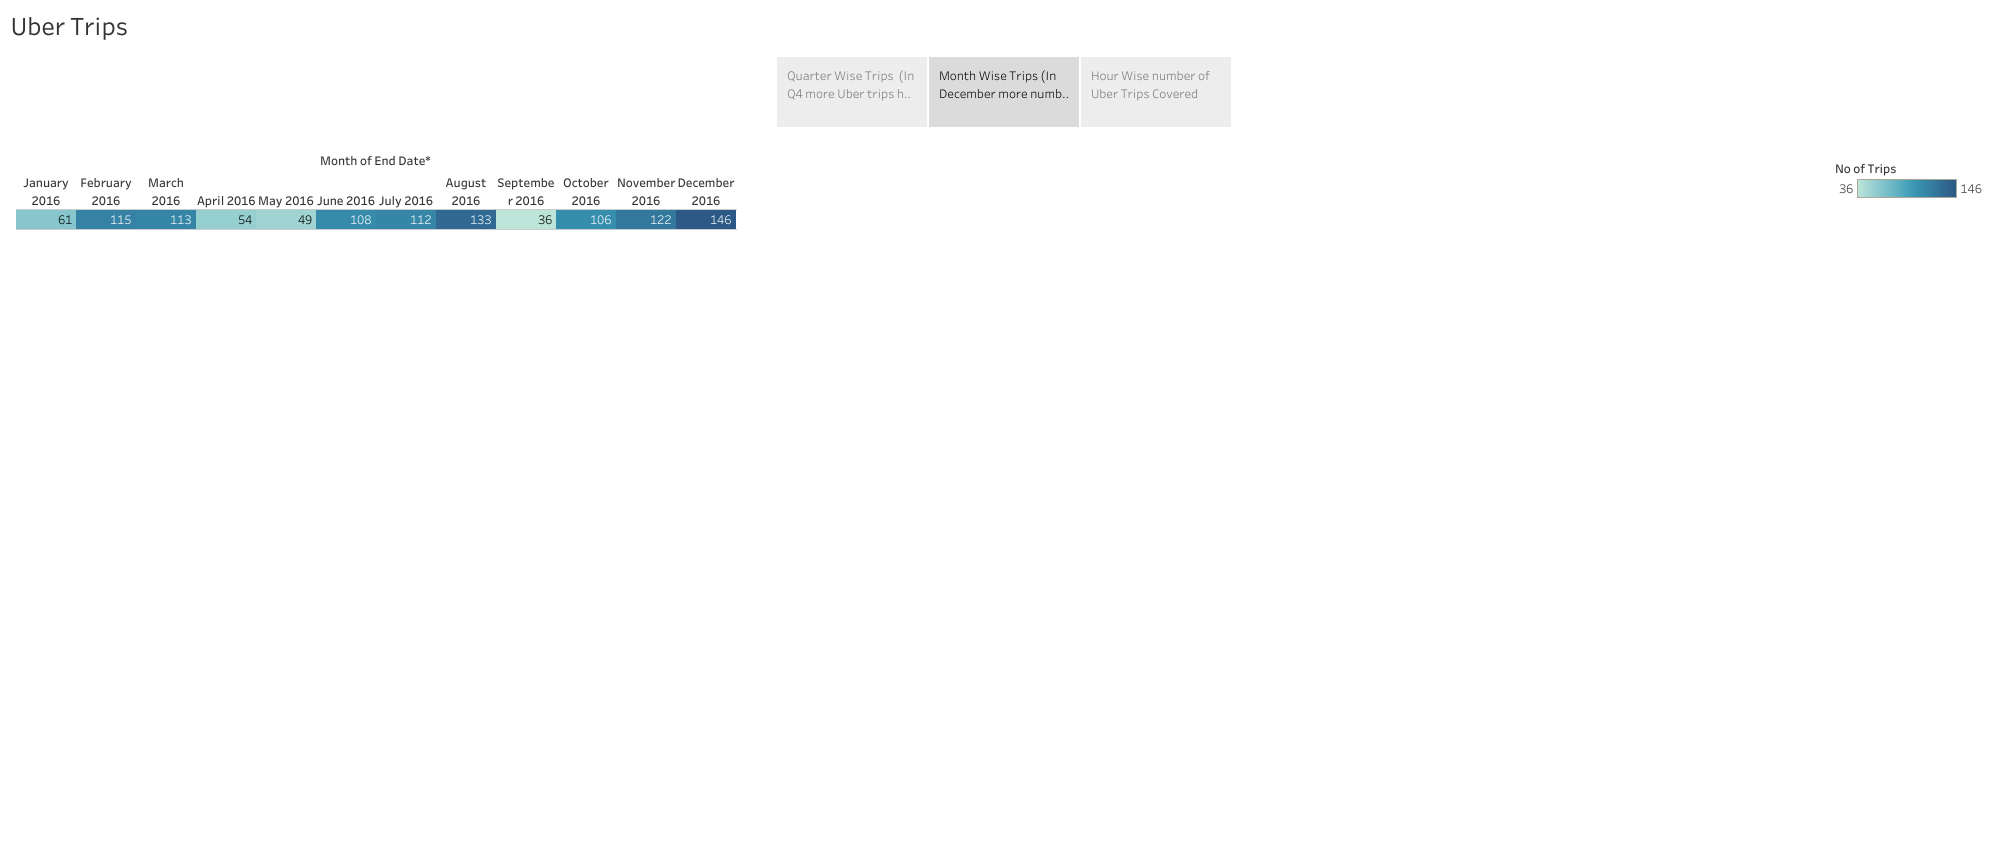 Uber Trips
Quarter Wise Trips (In
Q4 more Uber trips h..
Month Wise Trips (In
December more numb..
Hour Wise number of
Uber Trips Covered
Month of End Date*
January
2016
February
2016
March
2016
April 2016
May 2016
June 2016
July 2016
August
2016
Septembe
r 2016
October
2016
November
2016
December
2016
61 115 113 54 49 108 112 133 36 106 122 146
No of Trips
36 146